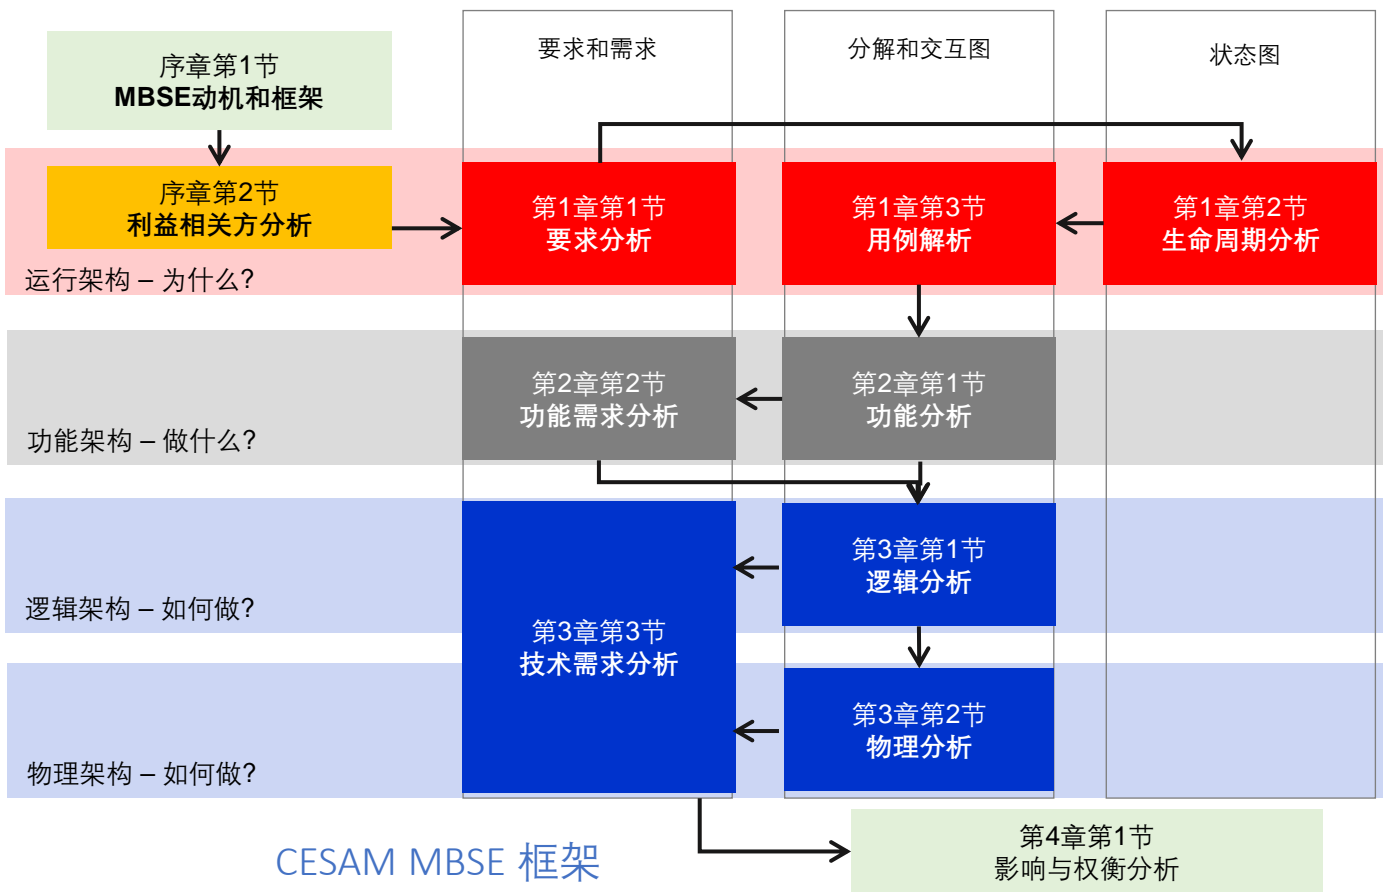 要求和需求
分解和交互图
状态图
序章第1节
MBSE动机和框架
序章第2节
利益相关方分析
第1章第1节
要求分析
第1章第3节
用例解析
第1章第2节
生命周期分析
运行架构 – 为什么?
第2章第2节
功能需求分析
第2章第1节
功能分析
功能架构 – 做什么?
第3章第1节
逻辑分析
逻辑架构 – 如何做?
第3章第3节
技术需求分析
第3章第2节
物理分析
物理架构 – 如何做?
CESAM MBSE 框架
第4章第1节
影响与权衡分析